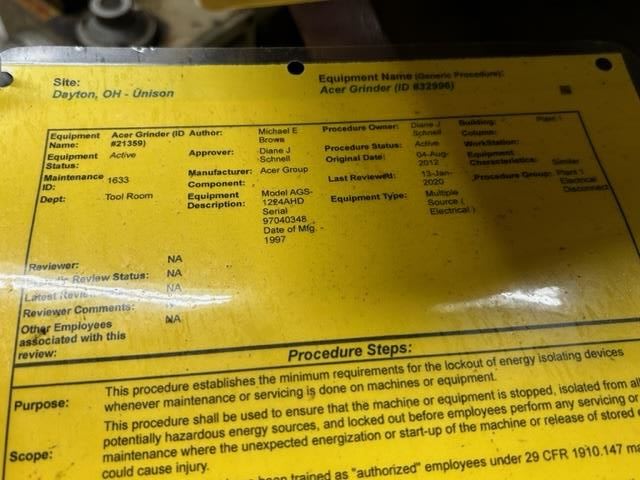 Site:
Dayton, OH - Unison
Equipment Name (Generic Procedure):
Acer Grinder (ID #32996)
Equipment Name: Acer Grinder (ID #21359)
Equipment Status: Active
Maintenance ID: 1633
Dept: Tool Room
Author: Michael E Brows
Approver: Diane J Schnell
Manufacturer: Acer Group
Component:
Equipment Description: Model AGS-1224AHD Serial 97040348 Date of Mfg. - 1997
Procedure Owner: Diane J Schnell
Procedure Status: Active
Original Date: 04-Aug-2012
Last Reviewed: 13-Jan-2020
Equipment Type: Multiple Source ( Electrical )
Building: Plant 1
Column:
WorkStation:
Equipment Characteristics: Similar
Procedure Group: Plant 1 Electrical Disconnect
Reviewer: NA
Review Status: NA
Latest NA
Reviewer Comments:
Other Employees associated with this review: NA
Procedure Steps:
Purpose: This procedure establishes the minimum requirements for the lockout of energy isolating devices
whenever maintenance or servicing is done on machines or equipment.
Scope: This procedure shall be used to ensure that the machine or equipment is stopped, isolated from all
potentially hazardous energy sources, and locked out before employees perform any servicing or
maintenance where the unexpected energization or start-up of the machine or release of stored
could cause injury.
been trained as "authorized" employees under 29 CFR 1910.147